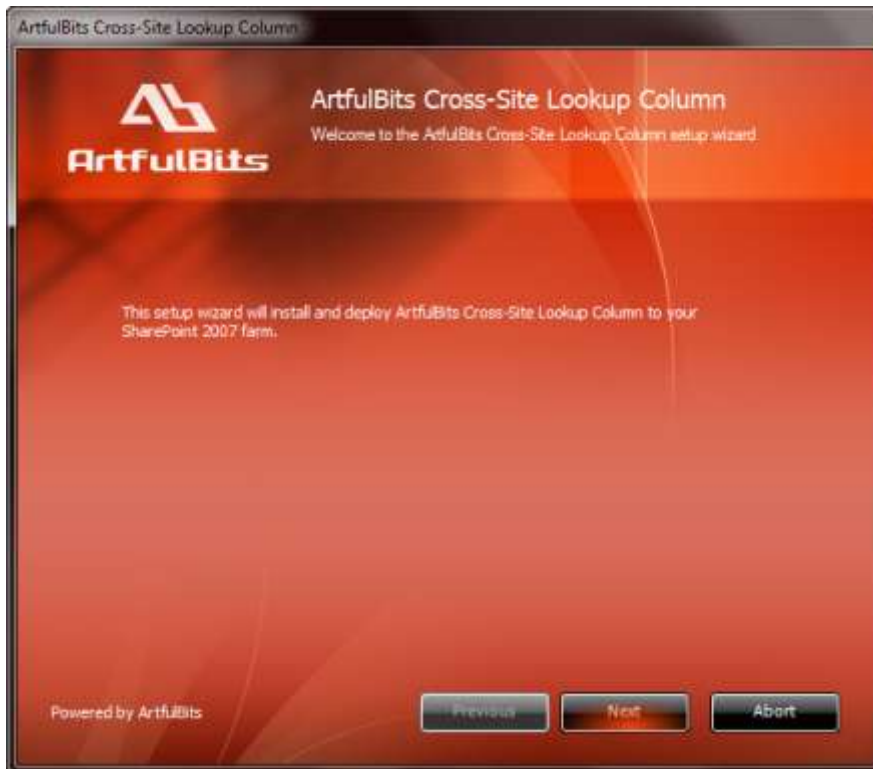 ArtfulBits Cross-Site Lookup Column
ArtfulBits
ArtfulBits Cross-Site Lookup Column
Welcome to the ArtfulBits Cross-Site Lookup Column setup wizard
This setup wizard will install and deploy ArtfulBits Cross-Site Lookup Column to your
SharePoint 2007 farm.
Powered by ArtfulBits
Previous
Next
Abort